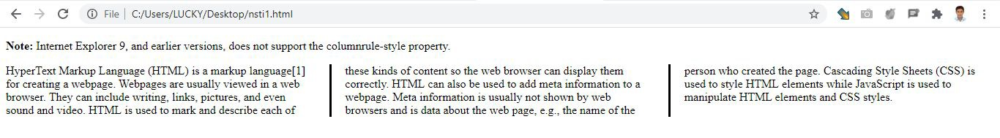 File | C:/Users/LUCKY/Desktop/nsti1.html
Note: Internet Explorer 9, and earlier versions, does not support the columnrule-style property.
HyperText Markup Language (HTML) is a markup language[1]
for creating a webpage. Webpages are usually viewed in a web
browser. They can include writing, links, pictures, and even
sound and video. HTML is used to mark and describe each of
these kinds of content so the web browser can display them
correctly. HTML can also be used to add meta information to a
webpage. Meta information is usually not shown by web
browsers and is data about the web page, e.g., the name of the
person who created the page. Cascading Style Sheets (CSS) is
used to style HTML elements while JavaScript is used to
manipulate HTML elements and CSS styles.